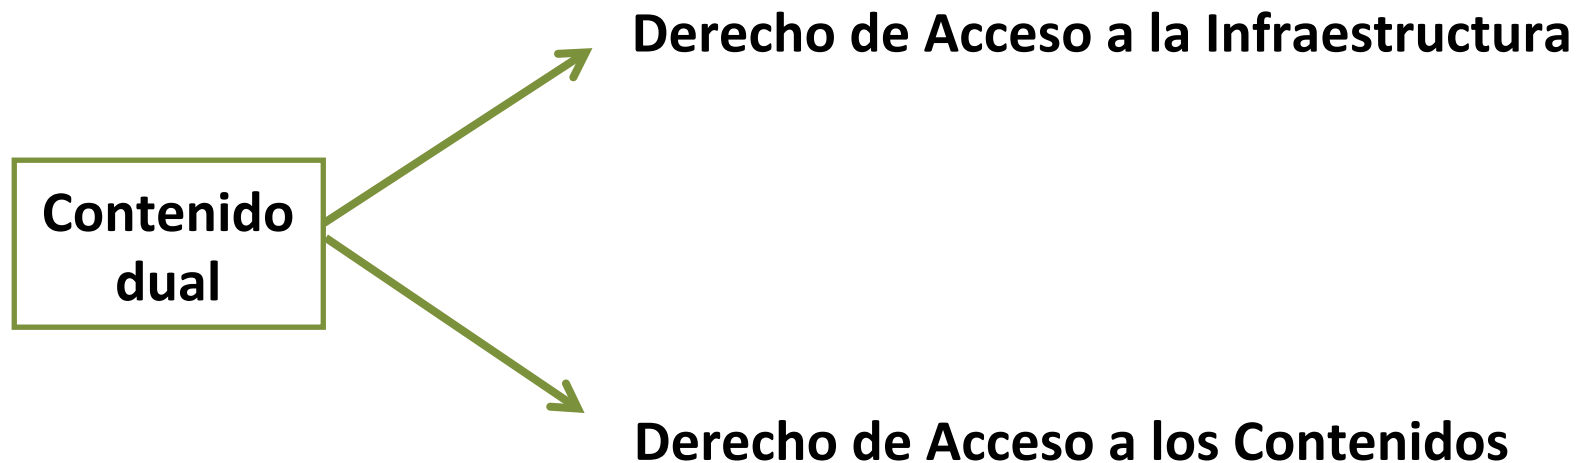 Derecho de Acceso a la Infraestructura
Contenido
dual
Derecho de Acceso a los Contenidos